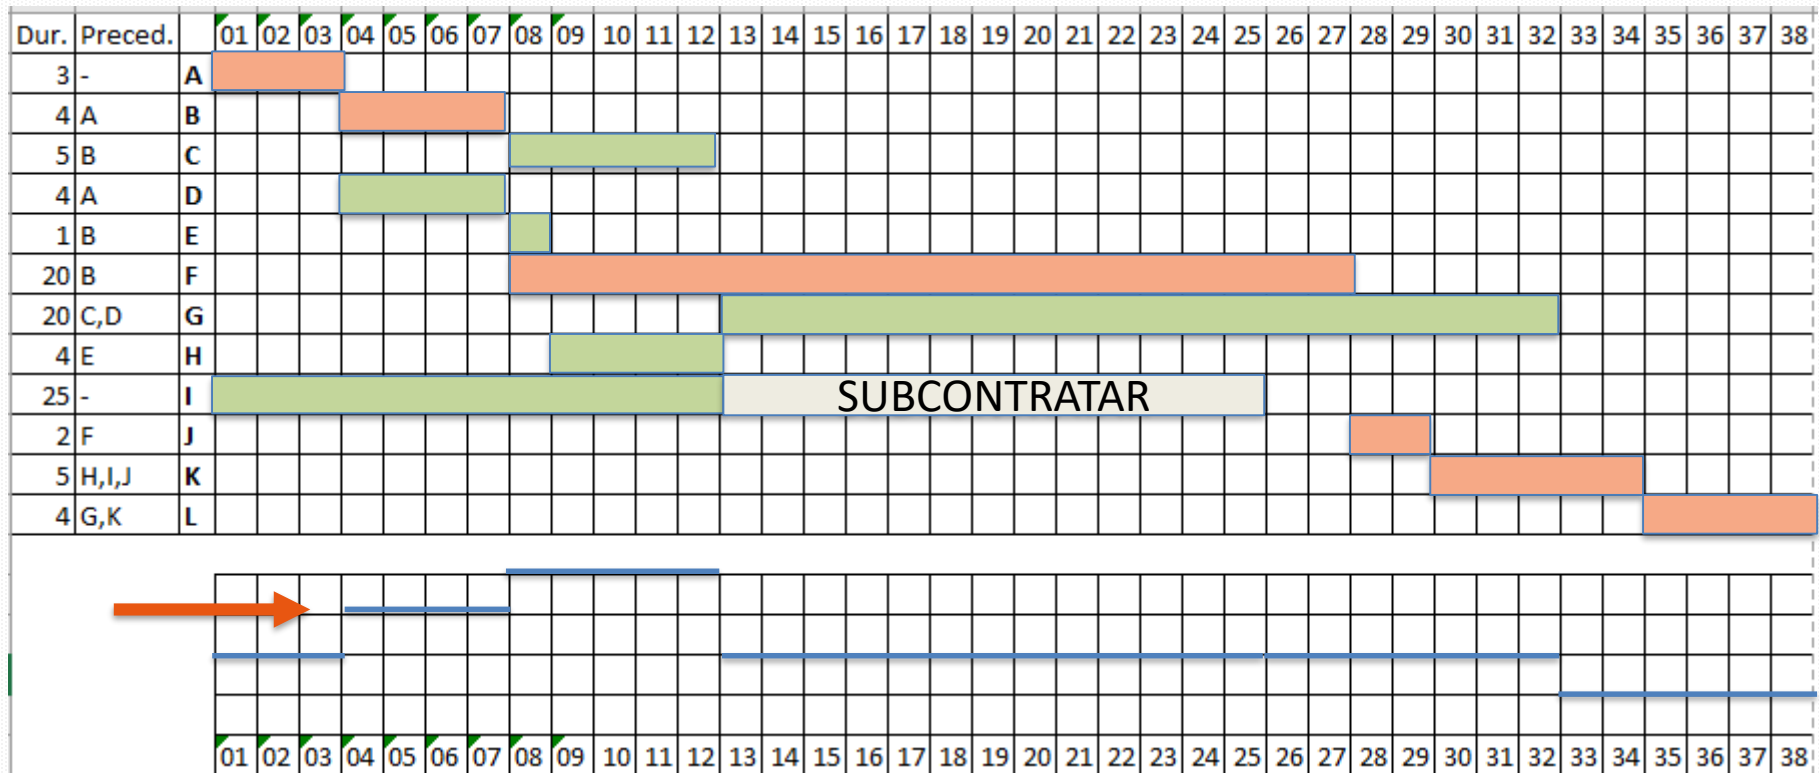 Dur. Preced. 01 02 03 04 05 06 07 08 09 10 11 12 13 14 15 16 17 18 19 20 21 22 23 24 25 26 27 28 29 30 31 32 33 34 35 36 37 38
3 - A
4 A B
5 B C
4 A D
1 B E
20 B F
20 C,D G
4 E H
25 - I SUBCONTRATAR
2 F J
5 H,I,J K
4 G,K L
01 02 03 04 05 06 07 08 09 10 11 12 13 14 15 16 17 18 19 20 21 22 23 24 25 26 27 28 29 30 31 32 33 34 35 36 37 38